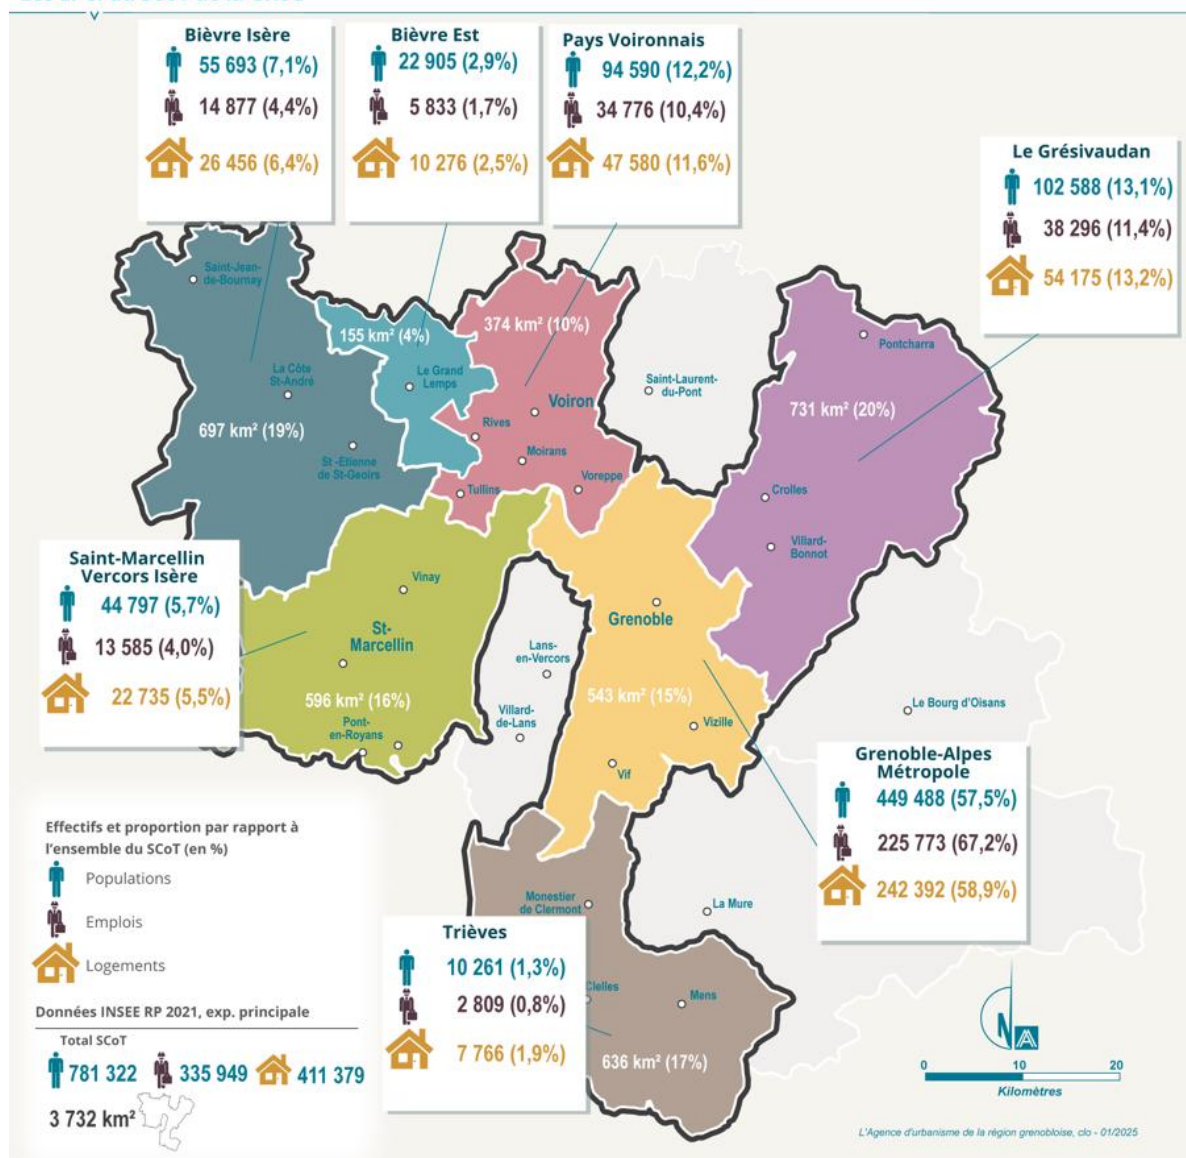 Bièvre Isère
55 693 (7,1%)
14 877 (4,4%)
26 456 (6,4%)
Bièvre Est
22 905 (2,9%)
5 833 (1,7%)
10 276 (2,5%)
Pays Voironnais
94 590 (12,2%)
34 776 (10,4%)
47 580 (11,6%)
Le Grésivaudan
102 588 (13,1%)
38 296 (11,4%)
54 175 (13,2%)
Saint-Jean-
de-Bournay
La Côte
St-André
697 km² (19%)
St -Etienne
de St-Geoirs
155 km² (4%)
Le Grand
Lemps
374 km² (10%)
Voiron
Rives
Moirans
Tullins
Voreppe
Saint-Laurent-
du-Pont
Pontcharra
731 km² (20%)
Crolles
Villard-
Bonnot
Saint-Marcellin
Vercors Isère
44 797 (5,7%)
13 585 (4,0%)
22 735 (5,5%)
Vinay
St-
Marcellin
596 km² (16%)
Pont-
en-Royans
Lans-
en-Vercors
Villard-
de-Lans
Grenoble
543 km² (15%)
Vizille
Vif
Le Bourg d'Oisans
Grenoble-Alpes
Métropole
449 488 (57,5%)
225 773 (67,2%)
242 392 (58,9%)
La Mure
Monestier
de Clermont
Trièves
10 261 (1,3%)
2 809 (0,8%)
7 766 (1,9%)
Clelles
Mens
636 km² (17%)
Effectifs et proportion par rapport à
l'ensemble du SCoT (en %)
Populations
Emplois
Logements
Données INSEE RP 2021, exp. principale
Total SCoT
781 322 335 949 411 379
3 732 km²
N
0 10 20
Kilomètres
L'Agence d'urbanisme de la région grenobloise, clo - 01/2025